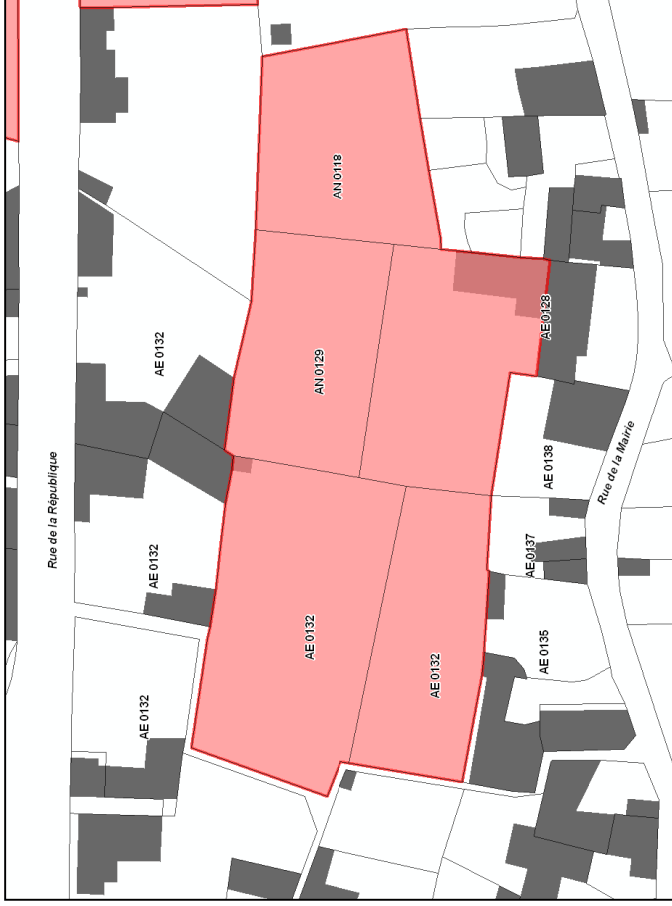 AN 0118
AE 0132
AN 0129
AE 0128
Rue de la République
AE 0138
Rue de la Mairie
AE 0132
AE 0137
AE 0132
AE 0135
AE 0132
AE 0132